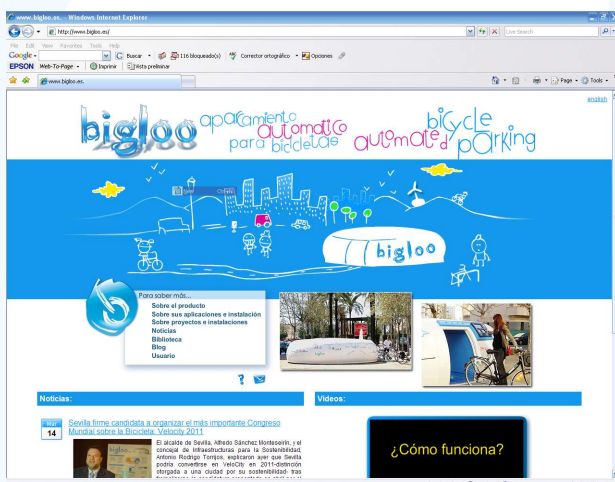 www.bigloo.es. - Windows Internet Explorer
http://www.bigloo.es/
Live Search
File Edit View Favorites Tools Help
Google Buscar 116 bloqueado(s) Corrector ortográfico Opciones
EPSON Web-To-Page Imprimir Vista preliminar
www.bigloo.es. Page Tools
english
bigloo aparcamiento automático para bicicletas automated bicycle parking
bigloo
Para saber más...
Sobre el producto
Sobre sus aplicaciones e instalación
Sobre proyectos e instalaciones
Noticias
Biblioteca
Blog
Usuario
?
Noticias:
Videos:
Mar
14
Sevilla firme candidata a organizar el más importante Congreso
Mundial sobre la Bicicleta: Velocity 2011
El alcalde de Sevilla, Alfredo Sánchez Monteseirín, y el
concejal de Infraestructuras para la Sostenibilidad,
Antonio Rodrigo Torrijos, explicaron ayer que Sevilla
podría convertirse en VeloCity en 2011-distinción
otorgada a una ciudad por su sostenibilidad- tras
¿Cómo funciona?